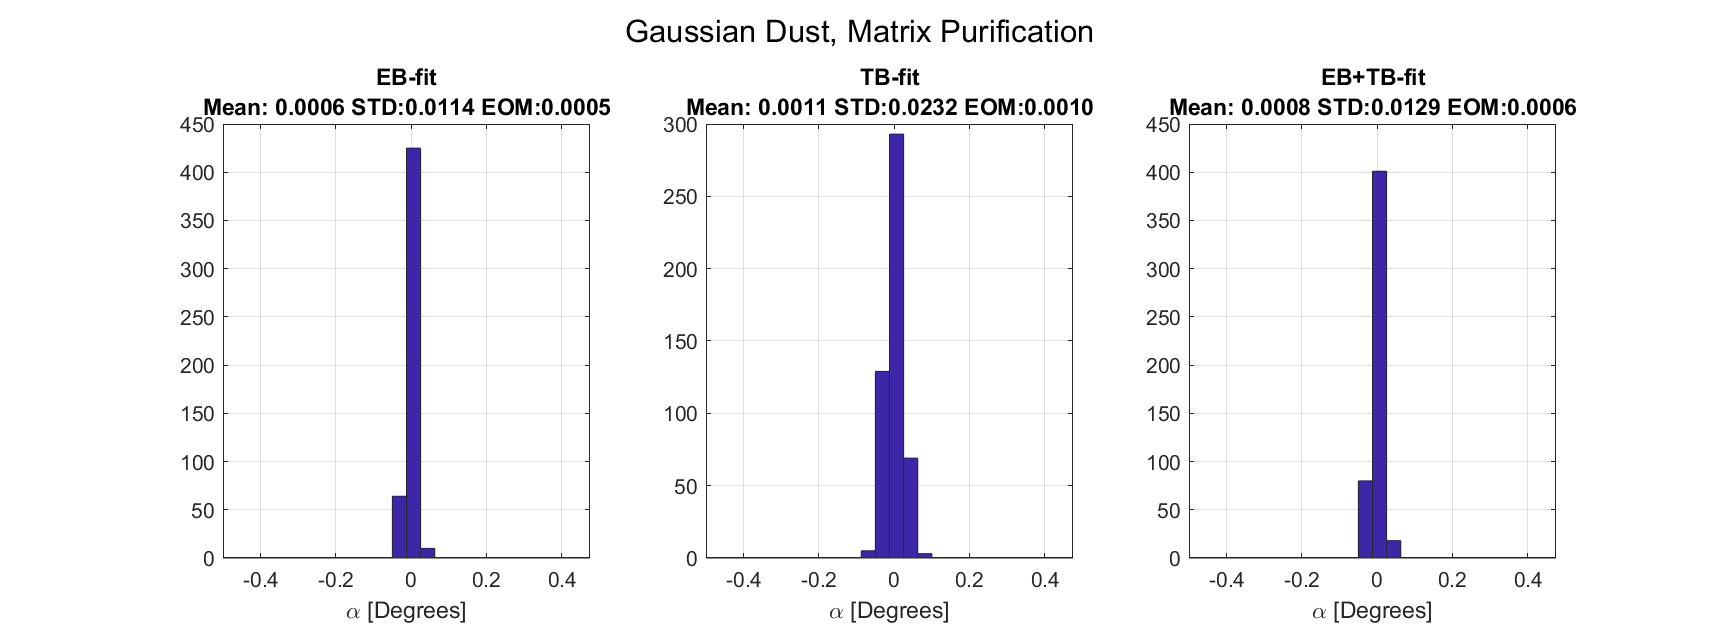 Gaussian Dust, Matrix Purification
EB-fit
Mean: 0.0006 STD:0.0114 EOM:0.0005
450
400
350
300
250
200
150
100
50
0
-0.4 -0.2 0 0.2 0.4
α [Degrees]
TB-fit
Mean: 0.0011 STD:0.0232 EOM:0.0010
300
250
200
150
100
50
0
-0.4 -0.2 0 0.2 0.4
α [Degrees]
EB+TB-fit
Mean: 0.0008 STD:0.0129 EOM:0.0006
450
400
350
300
250
200
150
100
50
0
-0.4 -0.2 0 0.2 0.4
α [Degrees]